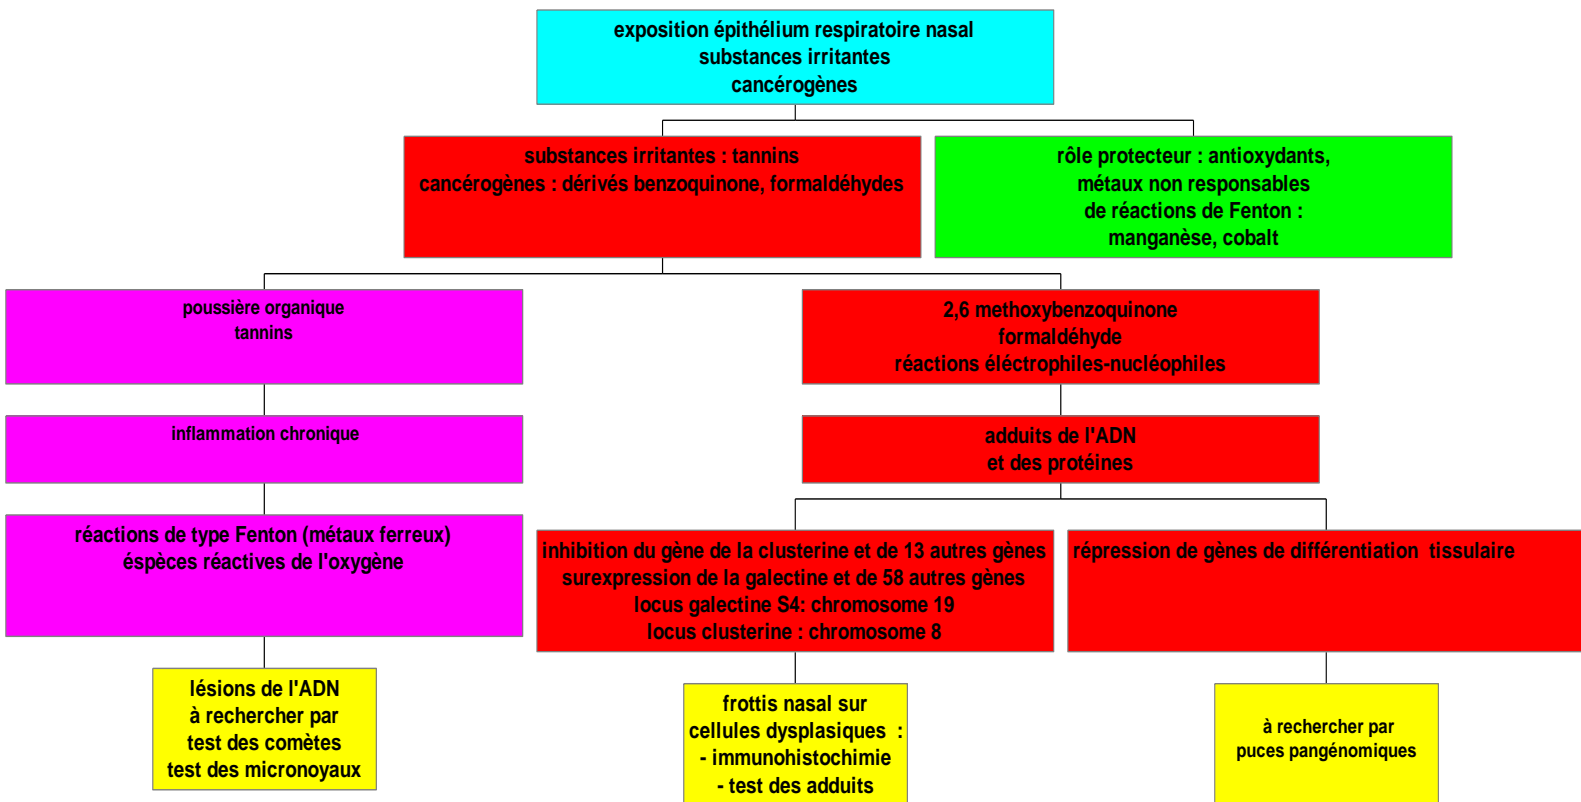 exposition épithélium respiratoire nasal
substances irritantes
cancérogènes
substances irritantes : tannins
cancérogènes : dérivés benzoquinone, formaldéhydes
rôle protecteur : antioxydants,
métaux non responsables
de réactions de Fenton :
manganèse, cobalt
poussière organique
tannins
2,6 methoxybenzoquinone
formaldéhyde
réactions éléctrophiles-nucléophiles
inflammation chronique
adduits de l'ADN
et des protéines
réactions de type Fenton (métaux ferreux)
éspèces réactives de l'oxygène
inhibition du gène de la clusterine et de 13 autres gènes
surexpression de la galectine et de 58 autres gènes
locus galectine S4: chromosome 19
locus clusterine : chromosome 8
répression de gènes de différentiation tissulaire
lésions de l'ADN
à rechercher par
test des comètes
test des micronoyaux
frottis nasal sur
cellules dysplasiques :
- immunohistochimie
- test des adduits
à rechercher par
puces pangénomiques